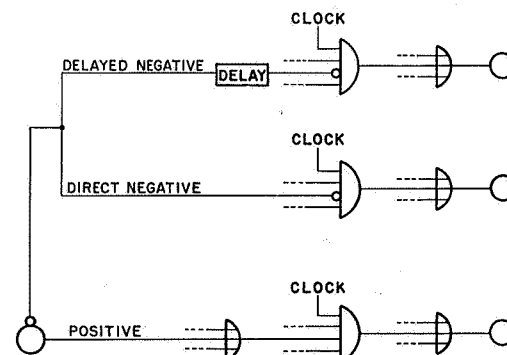 CLOCK
DELAYED NEGATIVE
DELAY
CLOCK
DIRECT NEGATIVE
CLOCK
POSITIVE